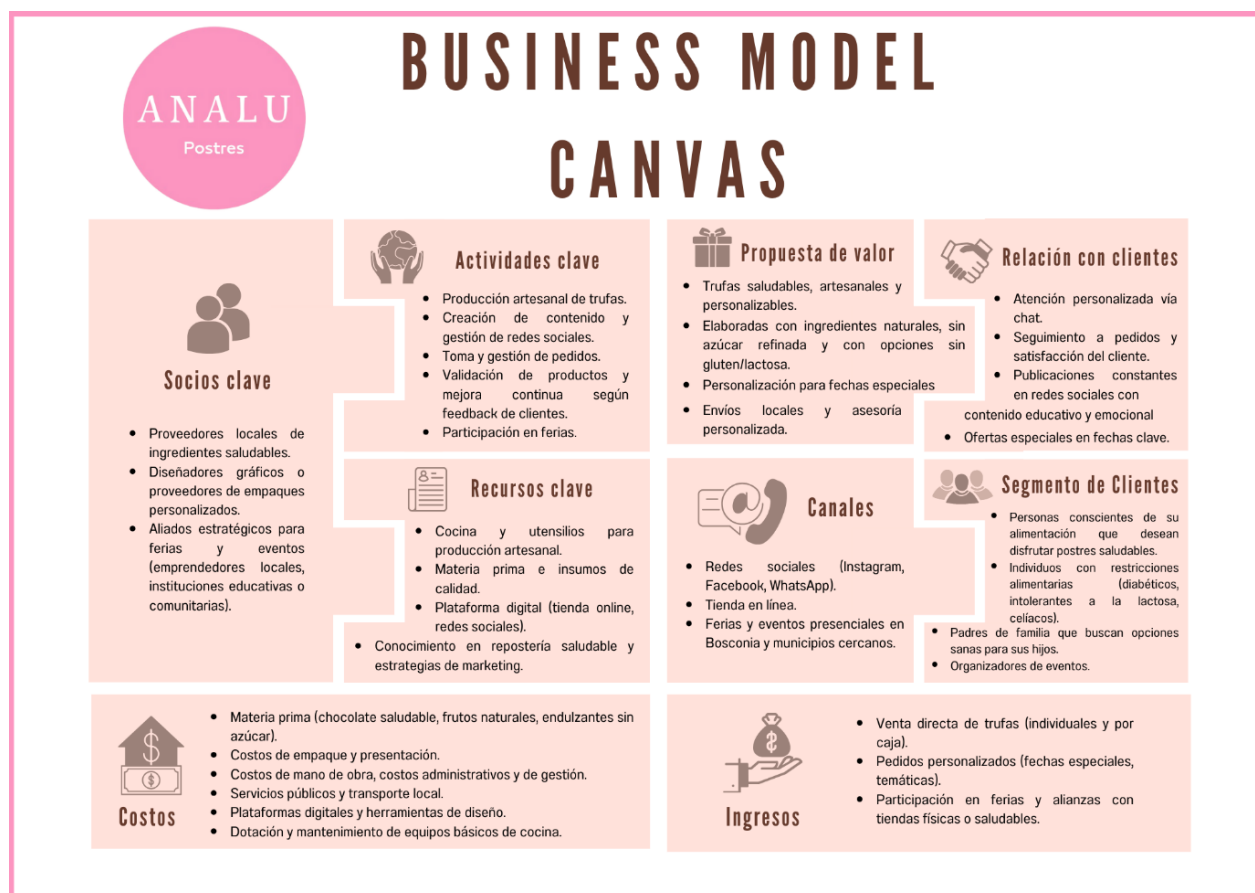 ANALU
Postres
BUSINESS MODEL
CANVAS
Socios clave
• Proveedores locales de
ingredientes saludables.
• Diseñadores gráficos o
proveedores de empaques
personalizados.
• Aliados estratégicos para
ferias y eventos
(emprendedores locales,
instituciones educativas o
comunitarias).
Actividades clave
• Producción artesanal de trufas.
• Creación de contenido y
gestión de redes sociales.
• Toma y gestión de pedidos.
• Validación de productos y
mejora continua según
feedback de clientes.
• Participación en ferias.
Recursos clave
• Cocina y utensilios para
producción artesanal.
• Materia prima e insumos de
calidad.
• Plataforma digital (tienda online,
redes sociales).
• Conocimiento en repostería saludable y
estrategias de marketing.
Propuesta de valor
• Trufas saludables, artesanales y
personalizables.
• Elaboradas con ingredientes naturales, sin
azúcar refinada y con opciones sin
gluten/lactosa.
• Personalización para fechas especiales
• Envíos locales y asesoría
personalizada.
Relación con clientes
• Atención personalizada vía
chat.
• Seguimiento a pedidos y
satisfacción del cliente.
• Publicaciones constantes
en redes sociales con
contenido educativo y emocional
• Ofertas especiales en fechas clave.
Canales
• Redes sociales (Instagram,
Facebook, WhatsApp).
• Tienda en línea.
• Ferias y eventos presenciales en
Bosconia y municipios cercanos.
Segmento de Clientes
• Personas conscientes de su
alimentación que desean
disfrutar postres saludables.
• Individuos con restricciones
alimentarias (diabéticos,
intolerantes a la lactosa,
celíacos).
• Padres de familia que buscan opciones
sanas para sus hijos.
• Organizadores de eventos.
Costos
• Materia prima (chocolate saludable, frutos naturales, endulzantes sin
azúcar).
• Costos de empaque y presentación.
• Costos de mano de obra, costos administrativos y de gestión.
• Servicios públicos y transporte local.
• Plataformas digitales y herramientas de diseño.
• Dotación y mantenimiento de equipos básicos de cocina.
Ingresos
• Venta directa de trufas (individuales y por
caja).
• Pedidos personalizados (fechas especiales,
temáticas).
• Participación en ferias y alianzas con
tiendas físicas o saludables.